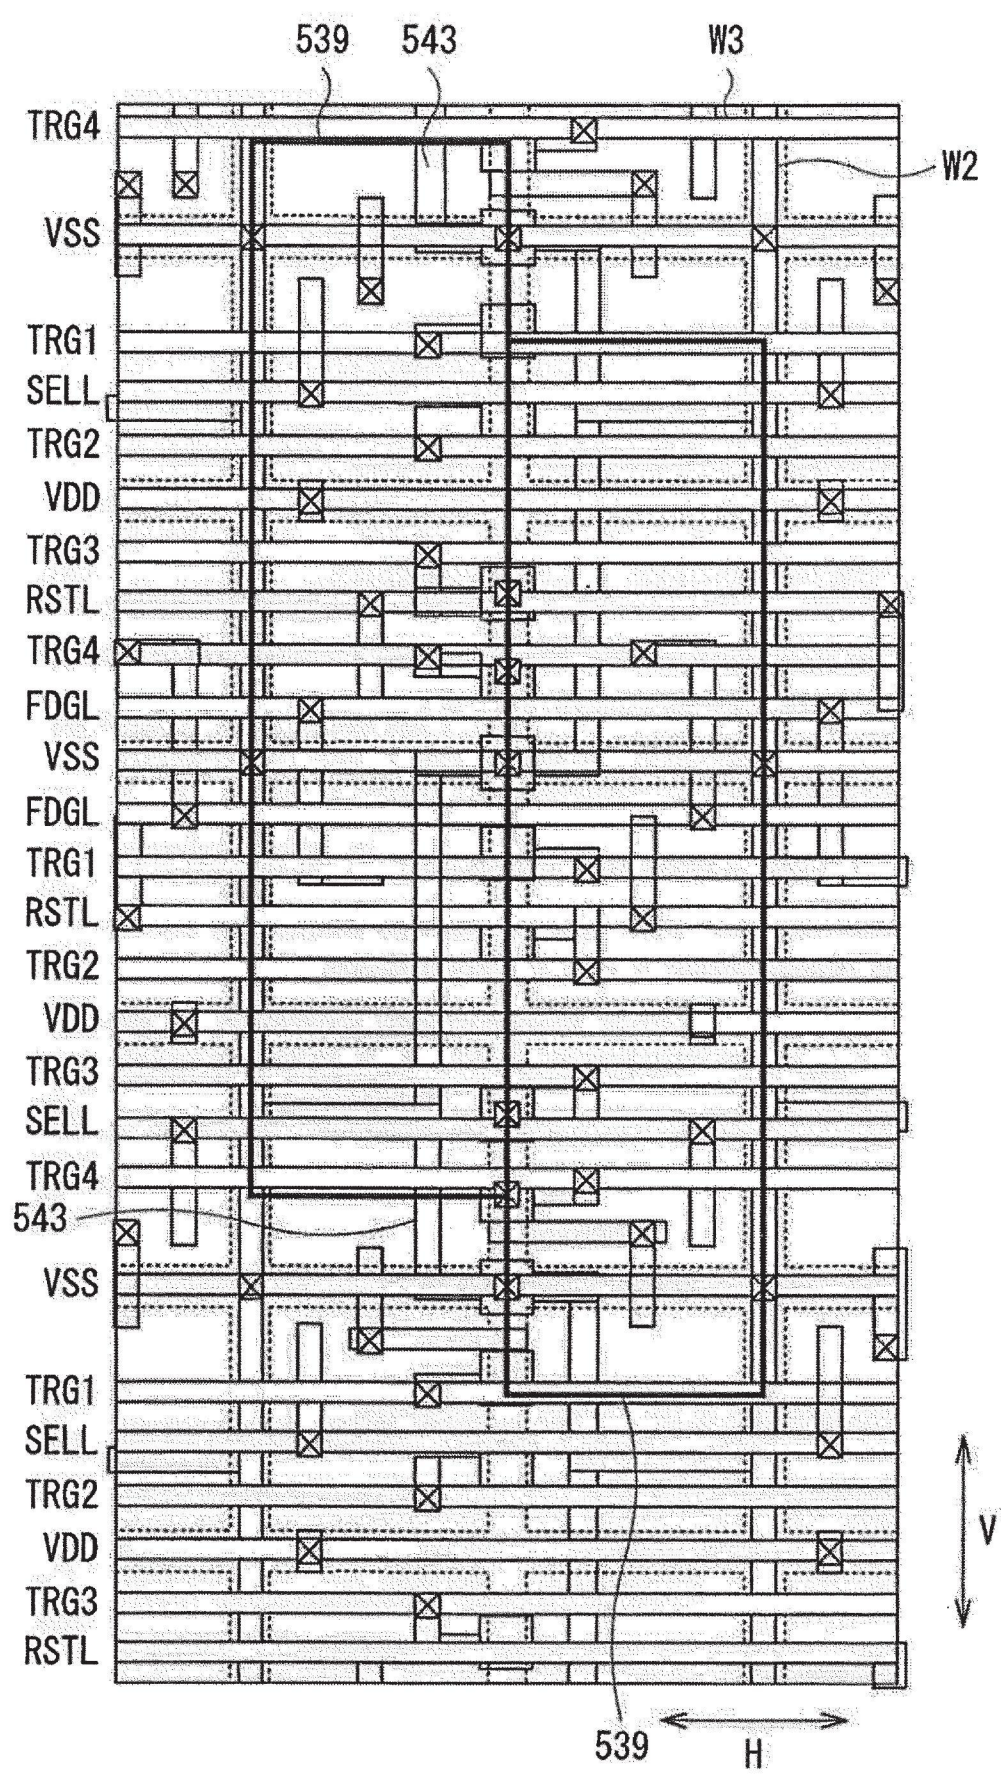 539 543 W3
TRG4
W2
VSS
TRG1
SELL
TRG2
VDD
TRG3
RSTL
TRG4
FDGL
VSS
FDGL
TRG1
RSTL
TRG2
VDD
TRG3
SELL
TRG4
543
VSS
TRG1
SELL
TRG2
VDD
V
TRG3
RSTL
539
H